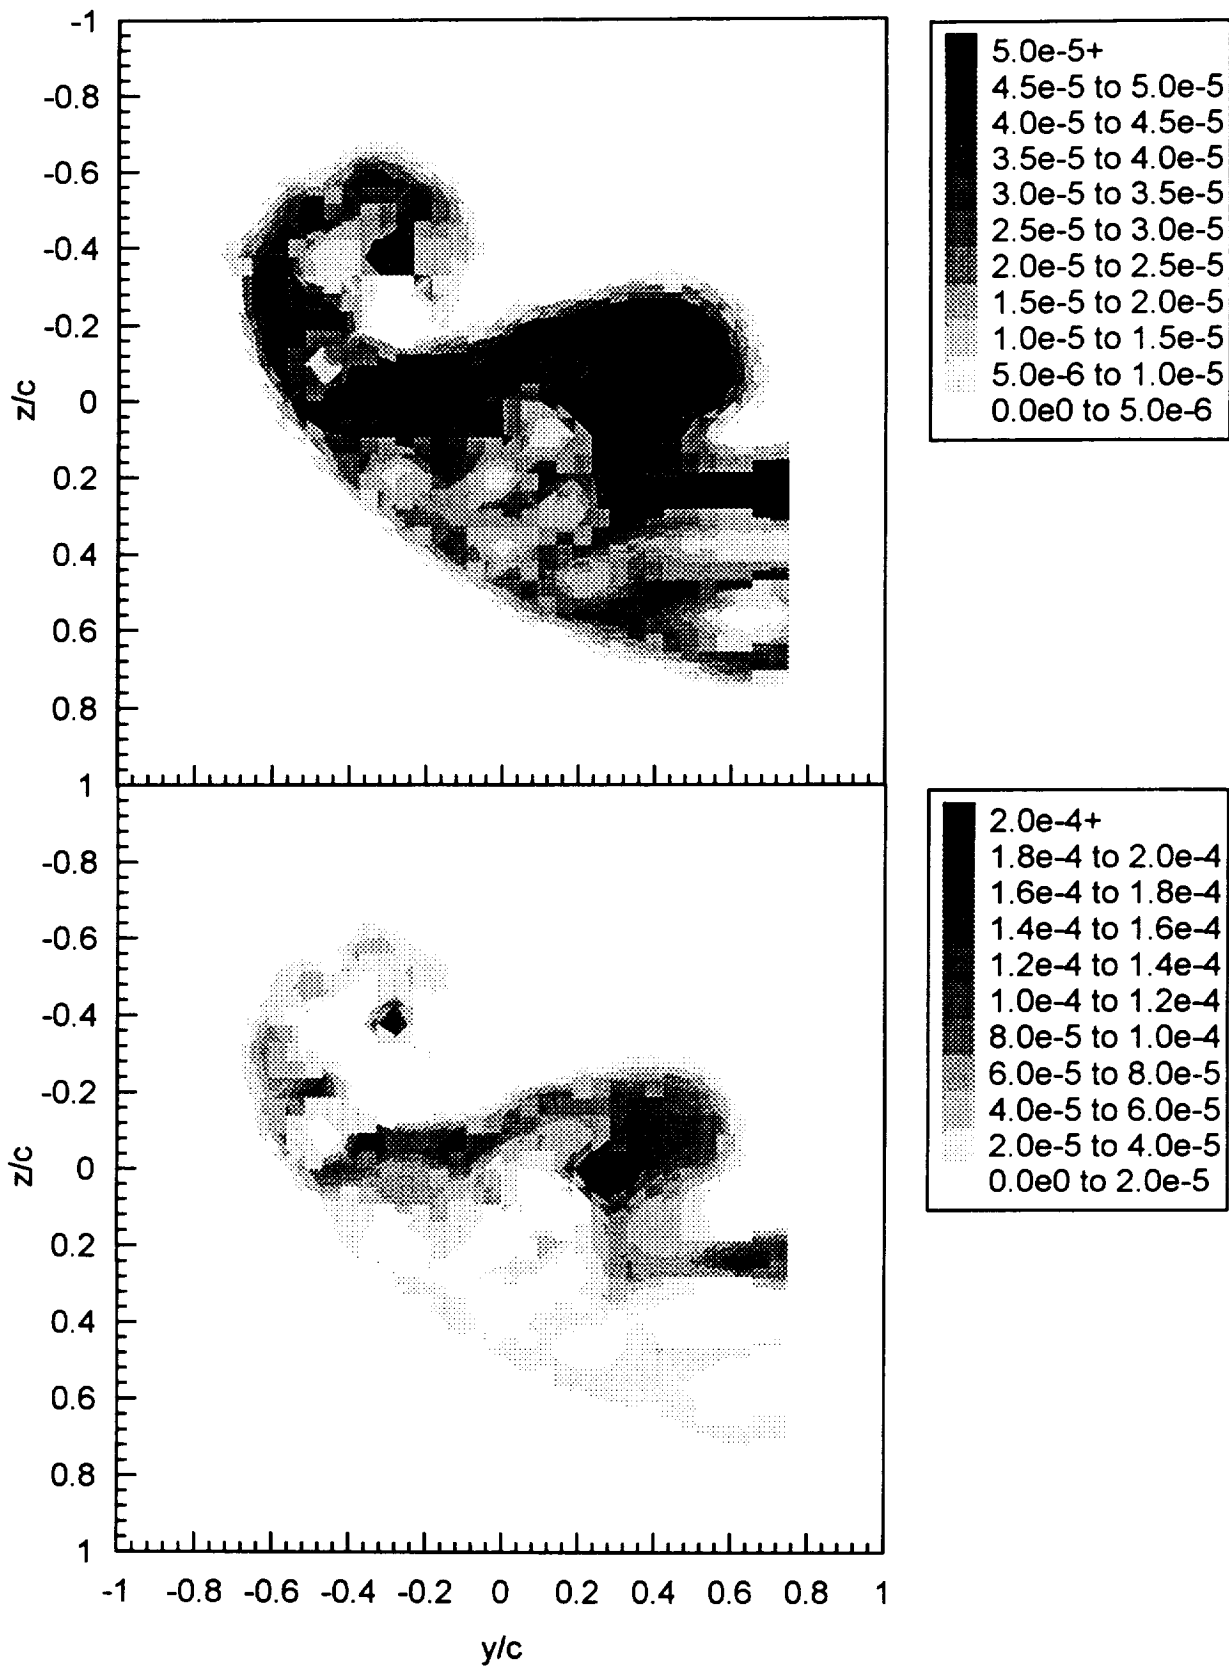 -1
-0.8
-0.6
-0.4
-0.2
0
0.2
0.4
0.6
0.8
1
z/c
5.0e-5+
4.5e-5 to 5.0e-5
4.0e-5 to 4.5e-5
3.5e-5 to 4.0e-5
3.0e-5 to 3.5e-5
2.5e-5 to 3.0e-5
2.0e-5 to 2.5e-5
1.5e-5 to 2.0e-5
1.0e-5 to 1.5e-5
5.0e-6 to 1.0e-5
0.0e0 to 5.0e-6
-0.8
-0.6
-0.4
-0.2
0
0.2
0.4
0.6
0.8
1
z/c
2.0e-4+
1.8e-4 to 2.0e-4
1.6e-4 to 1.8e-4
1.4e-4 to 1.6e-4
1.2e-4 to 1.4e-4
1.0e-4 to 1.2e-4
8.0e-5 to 1.0e-4
6.0e-5 to 8.0e-5
4.0e-5 to 6.0e-5
2.0e-5 to 4.0e-5
0.0e0 to 2.0e-5
-1 -0.8 -0.6 -0.4 -0.2 0 0.2 0.4 0.6 0.8 1
y/c